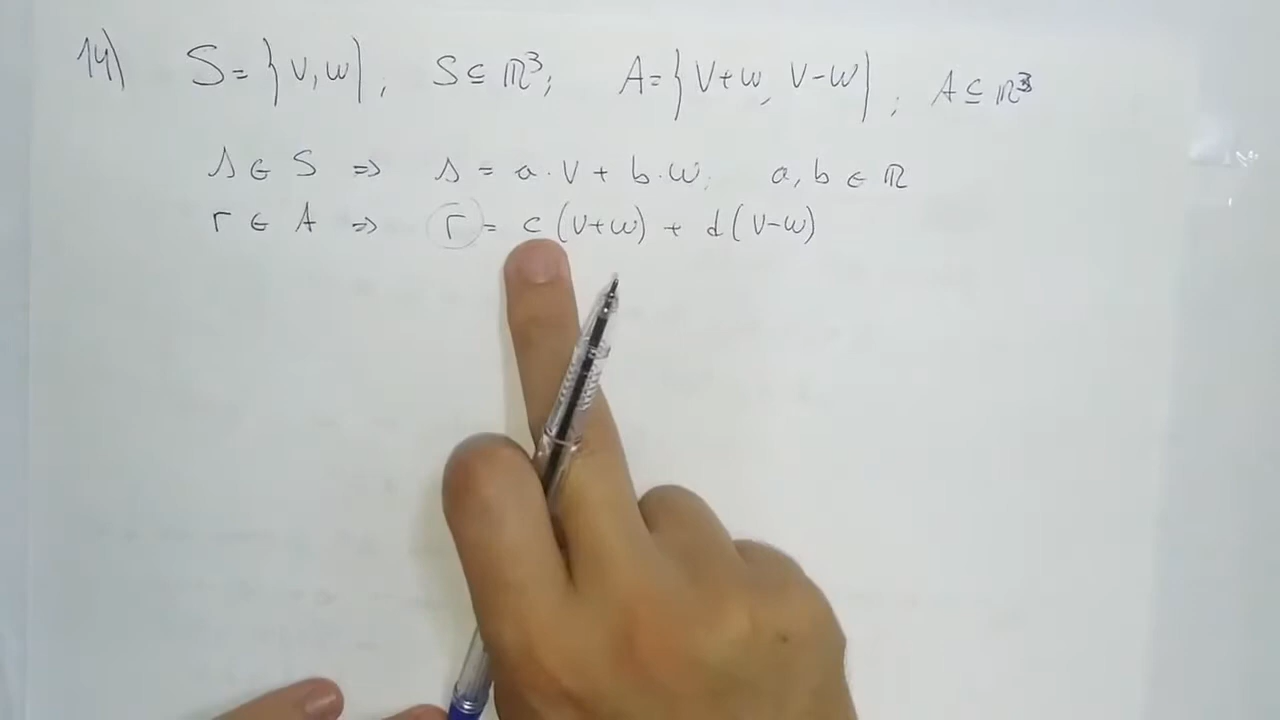 14) S = {v, w}, S ⊆ ℝ³; A = {v+w, v-w}, A ⊆ ℝ³
s ∈ S ⇒ s = a·v + b·w; a, b ∈ ℝ
r ∈ A ⇒ r = c(v+w) + d(v-w)